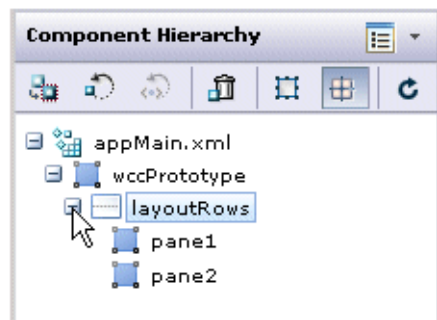 Component Hierarchy
appMain.xml
wccPrototype
layoutRows
pane1
pane2